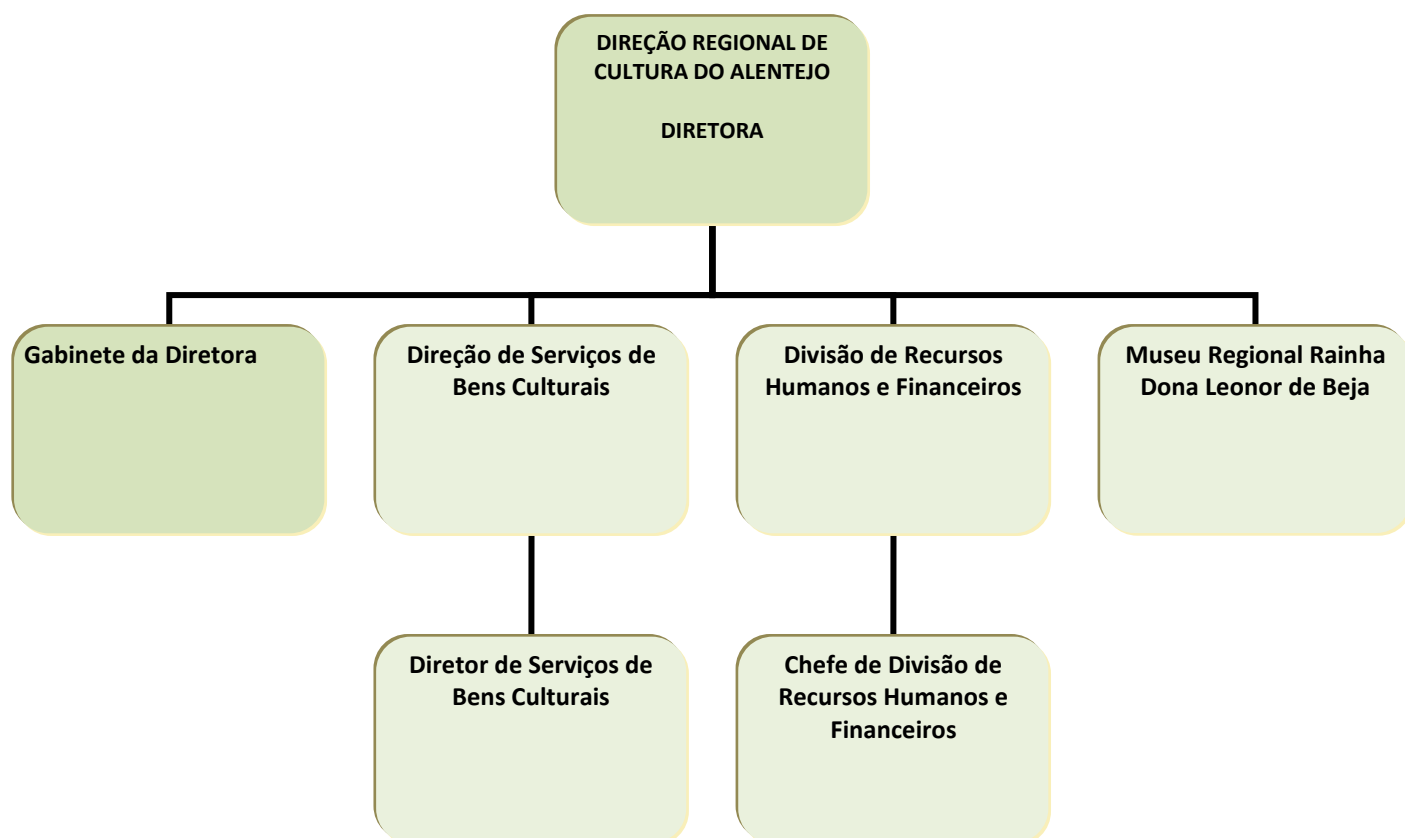 DIREÇÃO REGIONAL DE
CULTURA DO ALENTEJO
DIRETORA
Gabinete da Diretora
Direção de Serviços de
Bens Culturais
Divisão de Recursos
Humanos e Financeiros
Museu Regional Rainha
Dona Leonor de Beja
Diretor de Serviços de
Bens Culturais
Chefe de Divisão de
Recursos Humanos e
Financeiros